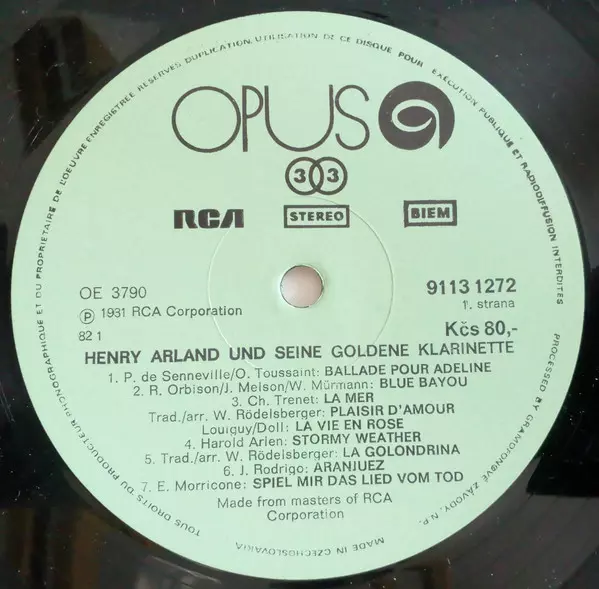 TOUS DROITS DU PRODUCTEUR PHONOGRAPHIQUE ET DU PROPRIETAIRE DE L'OEUVRE ENREGISTREE RESERVES DUPLICATION, UTILISATION DE CE DISQUE POUR EXECUTION PUBLIQUE ET RADIODIFFUSION INTERDITES
PROCESSED BY GRAMOFONOVÉ ZÁVODY, N.P.
MADE IN CZECHOSLOVAKIA
OPUS
33
RCA
STEREO
BIEM
OE 3790
9113 1272
Ⓟ 1981 RCA Corporation
1. strana
82 1
Kčs 80,-
HENRY ARLAND UND SEINE GOLDENE KLARINETTE
1. P. de Senneville/O. Toussaint: BALLADE POUR ADELINE
2. R. Orbison/J. Melson/W. Mürmann: BLUE BAYOU
3. Ch. Trenet: LA MER
Trad./arr. W. Rödelsberger: PLAISIR D'AMOUR
Louiguy/Doll: LA VIE EN ROSE
4. Harold Arlen: STORMY WEATHER
5. Trad./arr. W. Rödelsberger: LA GOLONDRINA
6. J. Rodrigo: ARANJUEZ
7. E. Morricone: SPIEL MIR DAS LIED VOM TOD
Made from masters of RCA
Corporation